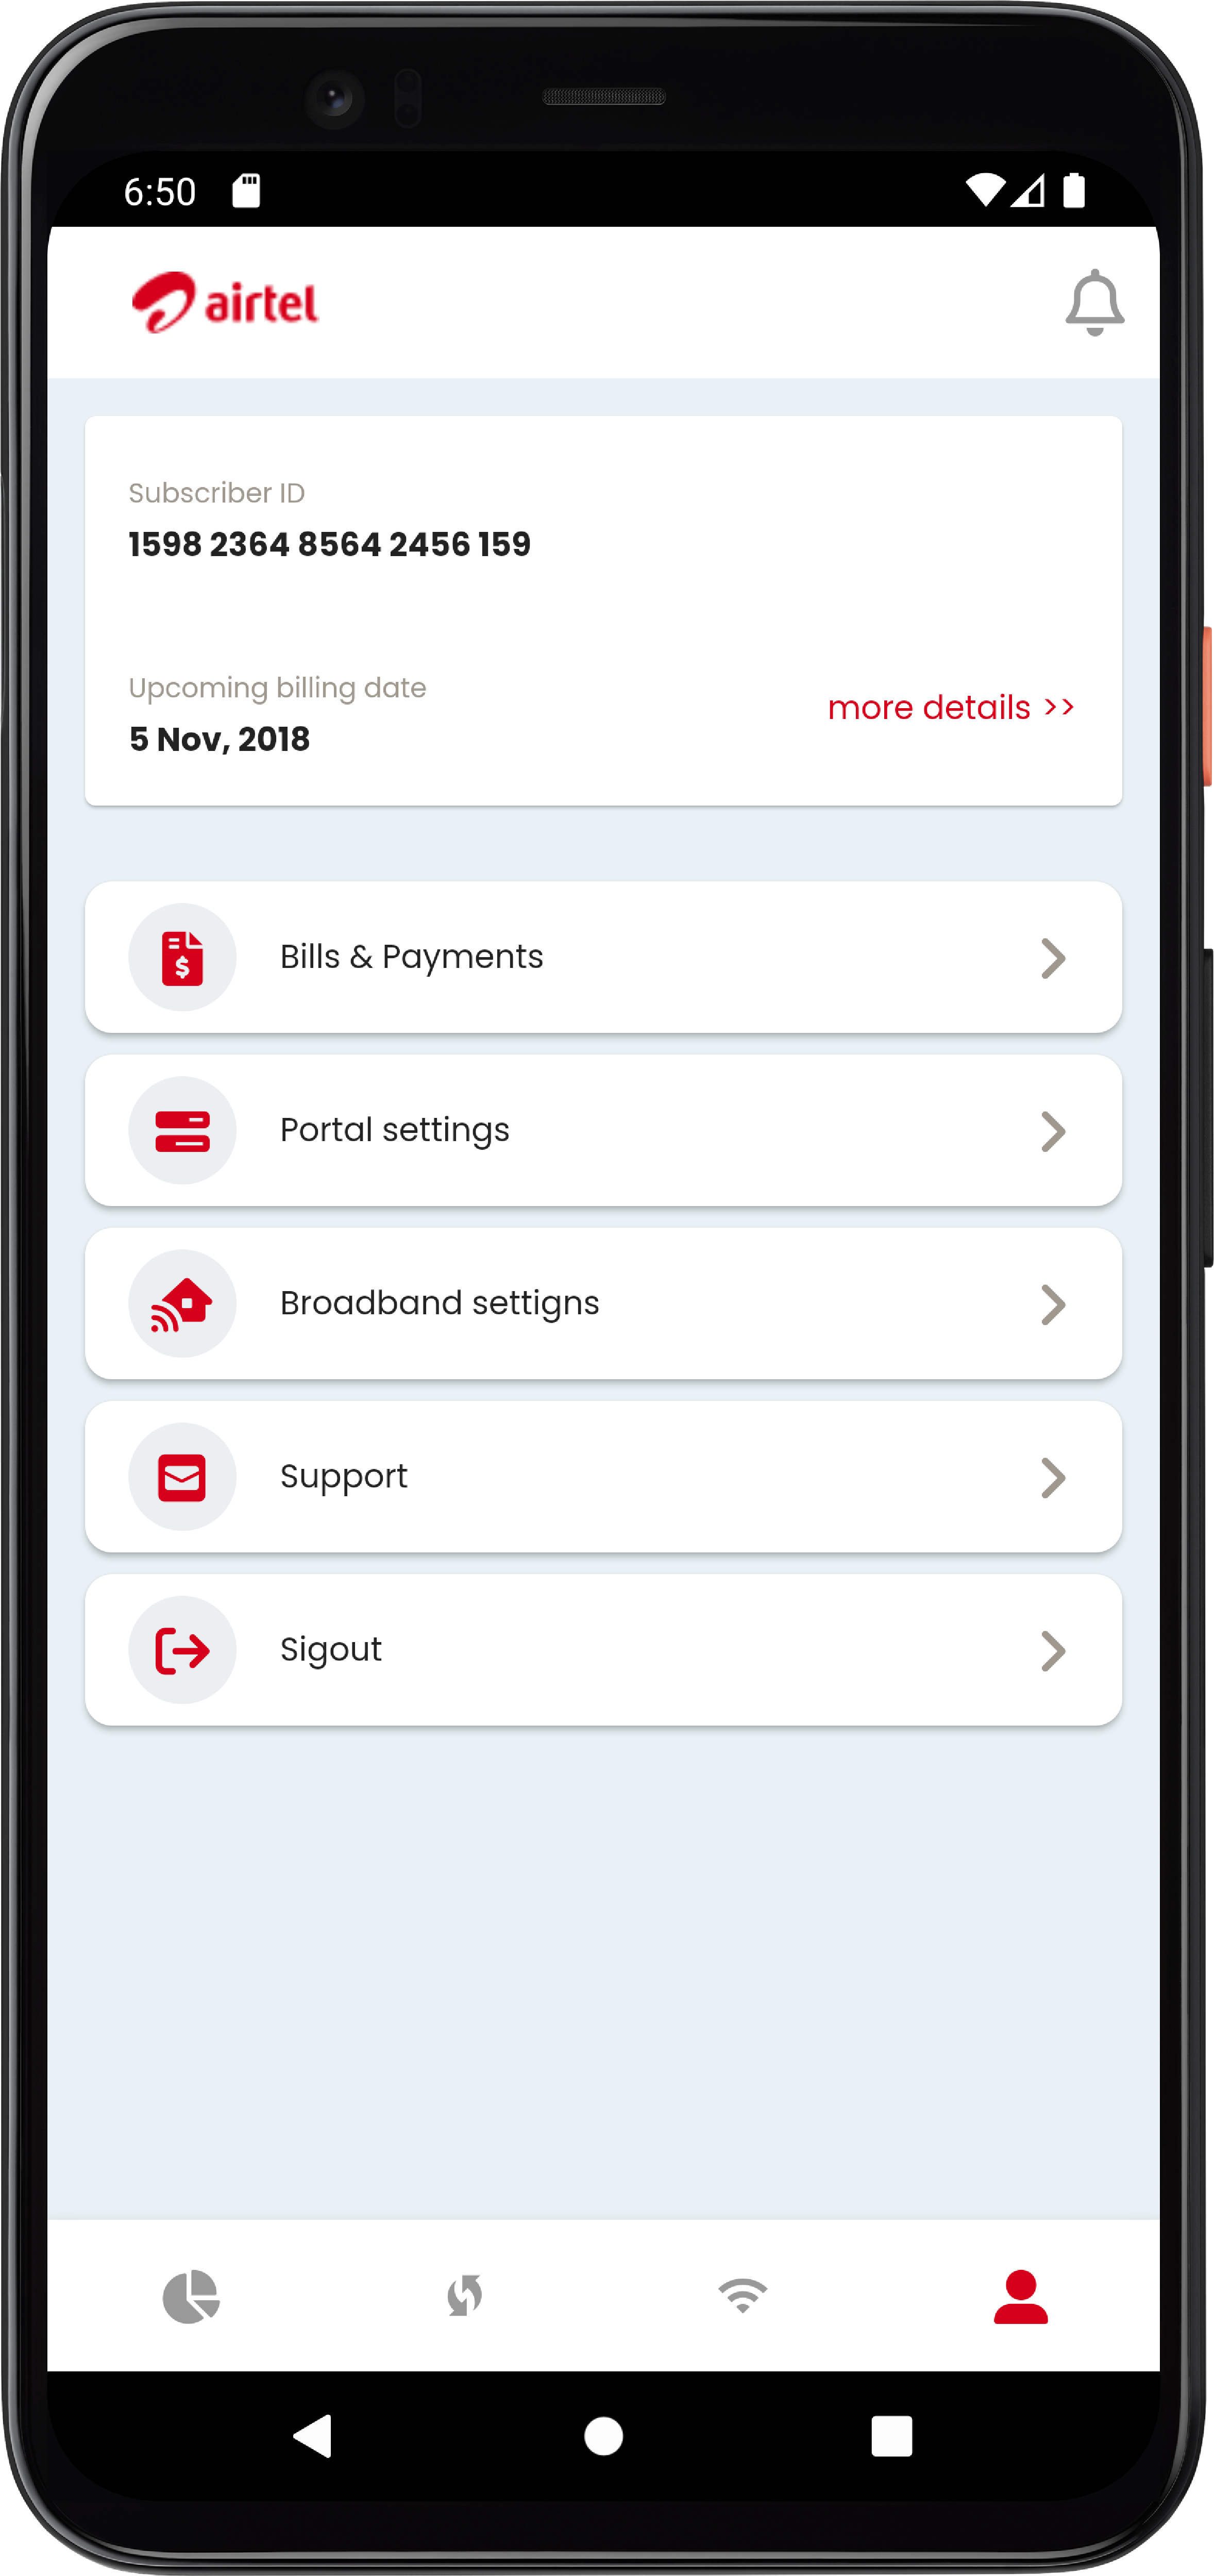 6:50
airtel
Subscriber ID
1598 2364 8564 2456 159
Upcoming billing date
more details >>
5 Nov, 2018
Bills & Payments
Portal settings
Broadband settigns
Support
Sigout